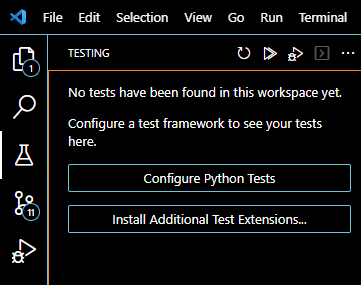 File Edit Selection View Go Run Terminal
TESTING
1
No tests have been found in this workspace yet.
Configure a test framework to see your tests
here.
Configure Python Tests
11
Install Additional Test Extensions...